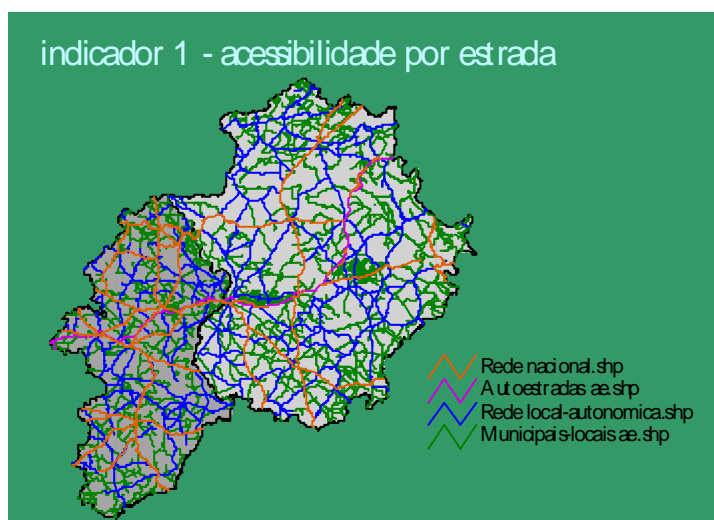 indicador 1 - acessibilidade por estrada
Rede nacional.shp
Autoestradas ae.shp
Rede local-autonomica.shp
Municipais-locais ae.shp